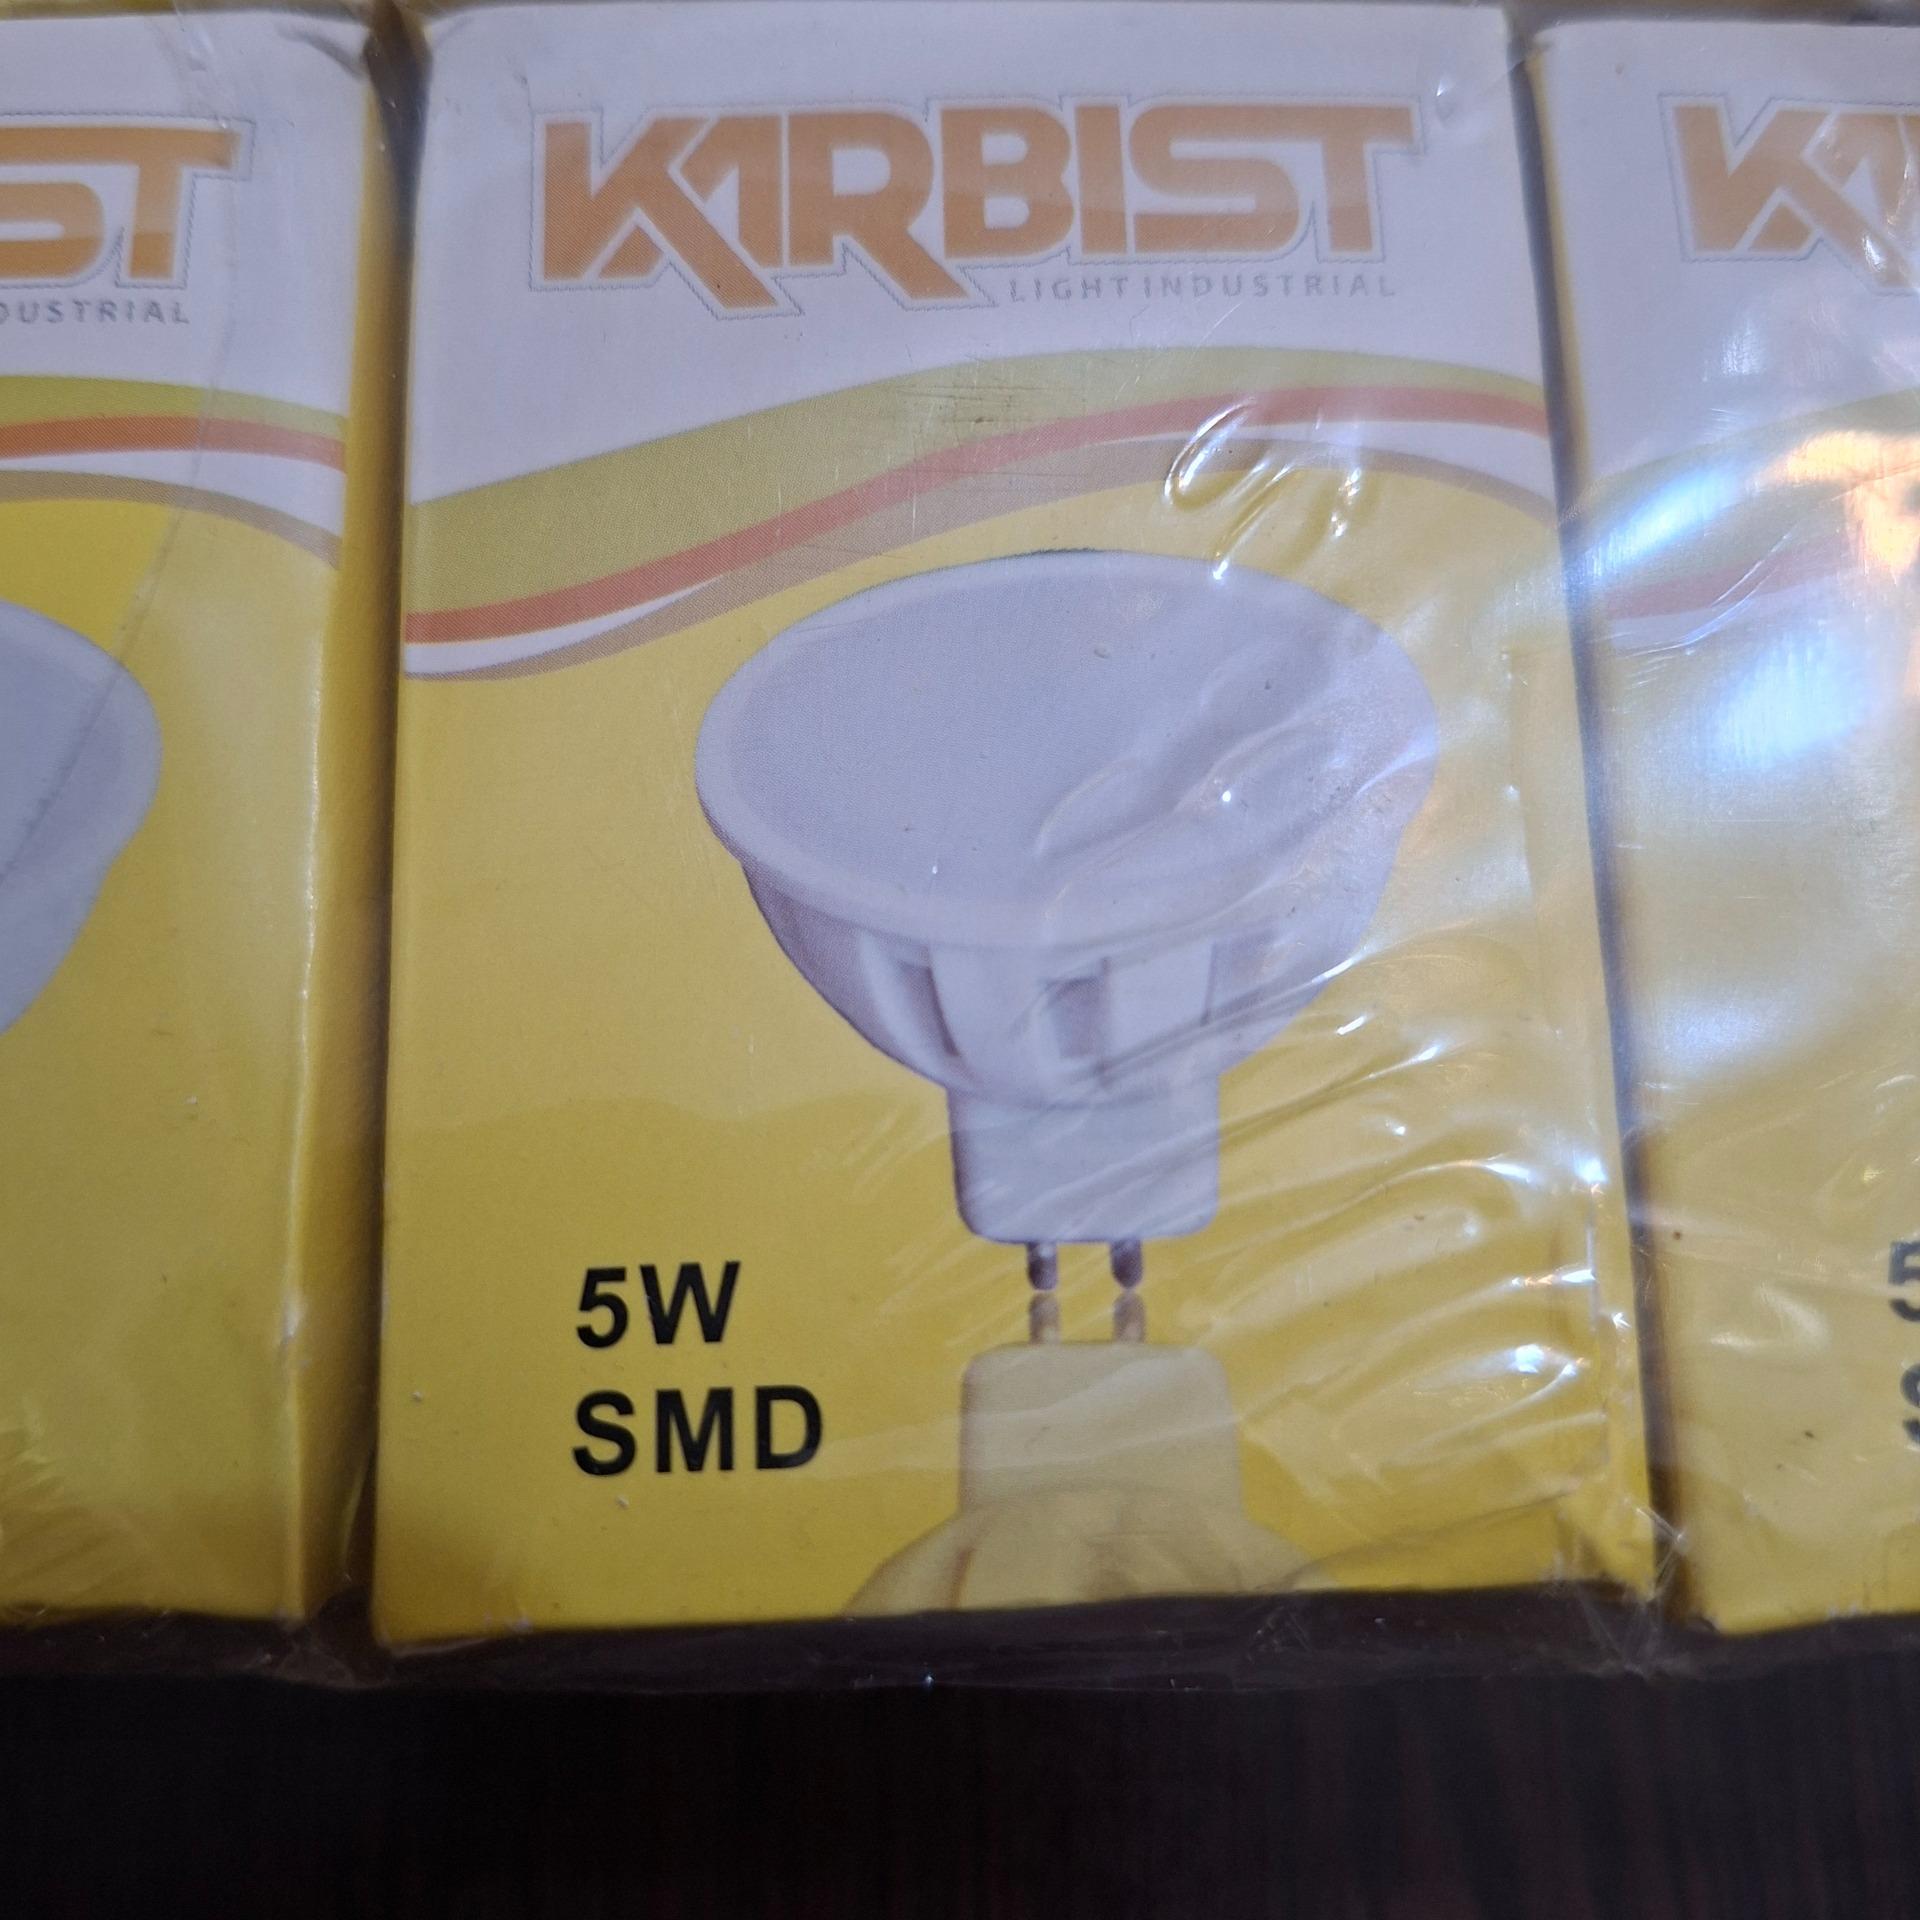 KARBIST
LIGHT INDUSTRIAL
5W
SMD